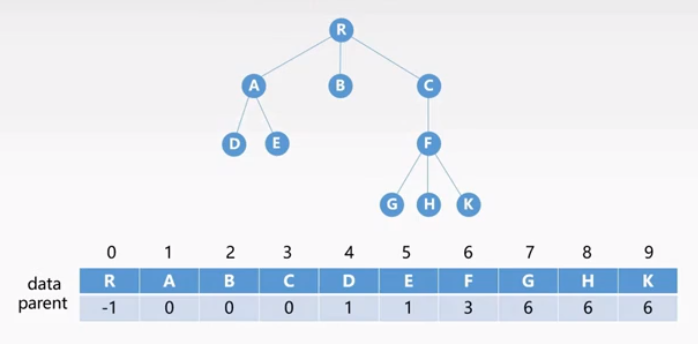 R
A B C
D E F
G H K
0 1 2 3 4 5 6 7 8 9
data R A B C D E F G H K
parent -1 0 0 0 1 1 3 6 6 6